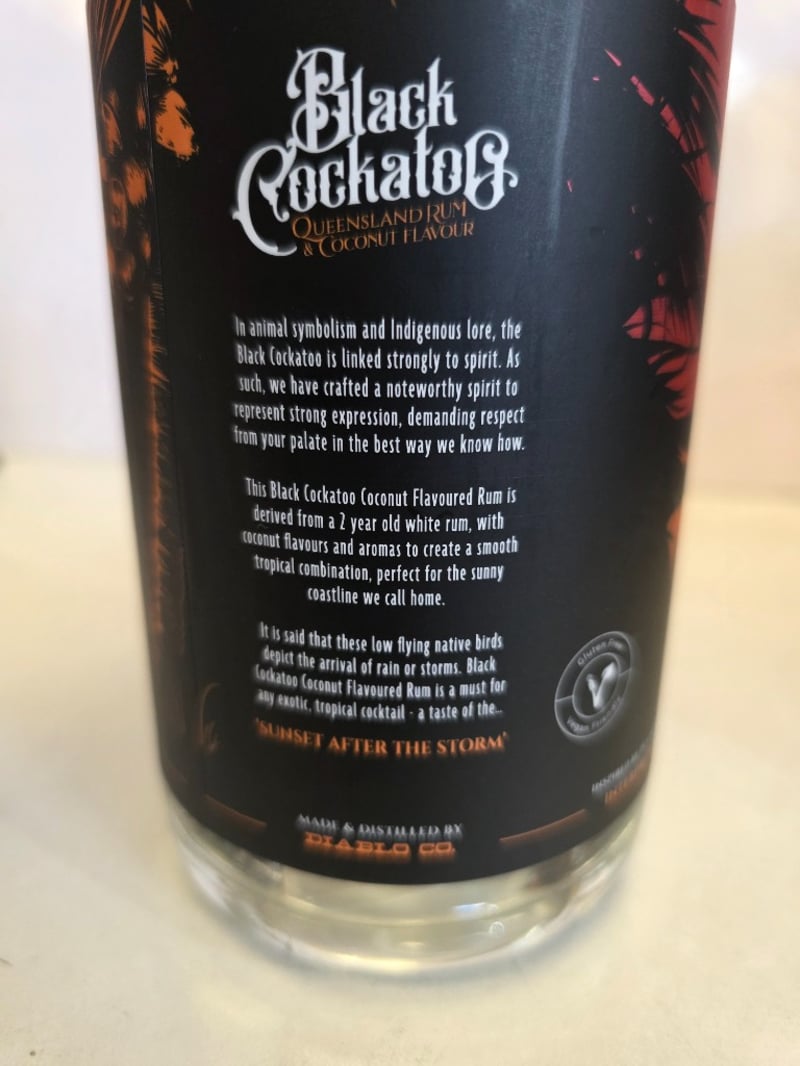 Black
Cockatoo
Queensland Rum
& Coconut Flavour
In animal symbolism and Indigenous lore, the
Black Cockatoo is linked strongly to spirit. As
such, we have crafted a noteworthy spirit to
represent strong expression, demanding respect
from your palate in the best way we know how.
This Black Cockatoo Coconut Flavoured Rum is
derived from a 2 year old white rum, with
coconut flavours and aromas to create a smooth
tropical combination, perfect for the sunny
coastline we call home.
It is said that these low flying native birds
depict the arrival of rain or storms. Black
Cockatoo Coconut Flavoured Rum is a must for
any exotic, tropical cocktail - a taste of the...
'SUNSET AFTER THE STORM'
Gluten Free
Vegan Friendly
INSPIRED
MADE & DISTILLED BY
DIABLO CO.